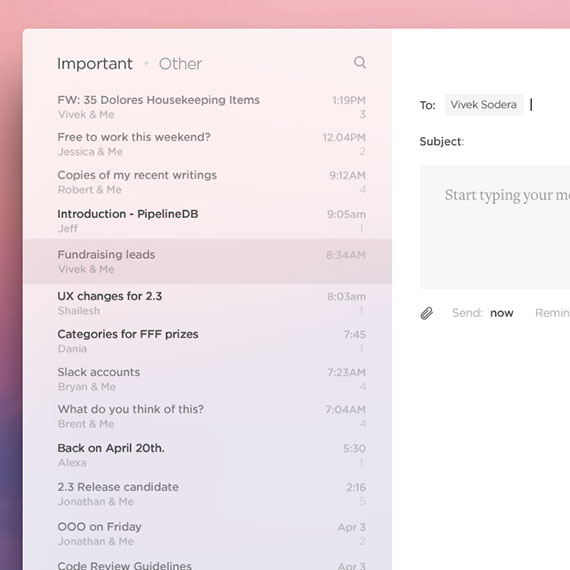 Important • Other
FW: 35 Dolores Housekeeping Items 1:19PM
Vivek & Me 3
Free to work this weekend? 12.04PM
Jessica & Me 2
Copies of my recent writings 9:12AM
Robert & Me 4
Introduction - PipelineDB 9:05am
Jeff 1
Fundraising leads 8:34AM
Vivek & Me
UX changes for 2.3 8:03am
Shailesh 1
Categories for FFF prizes 7:45
Dania 1
Slack accounts 7:23AM
Bryan & Me 4
What do you think of this? 7:04AM
Brent & Me 4
Back on April 20th. 5:30
Alexa 1
2.3 Release candidate 2:16
Jonathan & Me 5
OOO on Friday Apr 3
Jonathan & Me 2
Code Review Guidelines Apr 3
To: Vivek Sodera
Subject:
Start typing your m
Send: now Remin